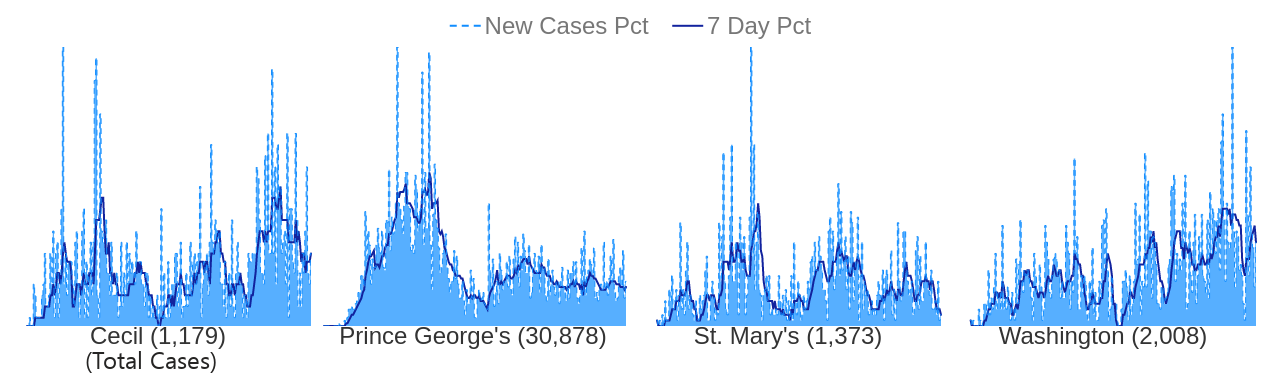 New Cases Pct 7 Day Pct
Cecil (1,179) Prince George's (30,878) St. Mary's (1,373) Washington (2,008)
(Total Cases)